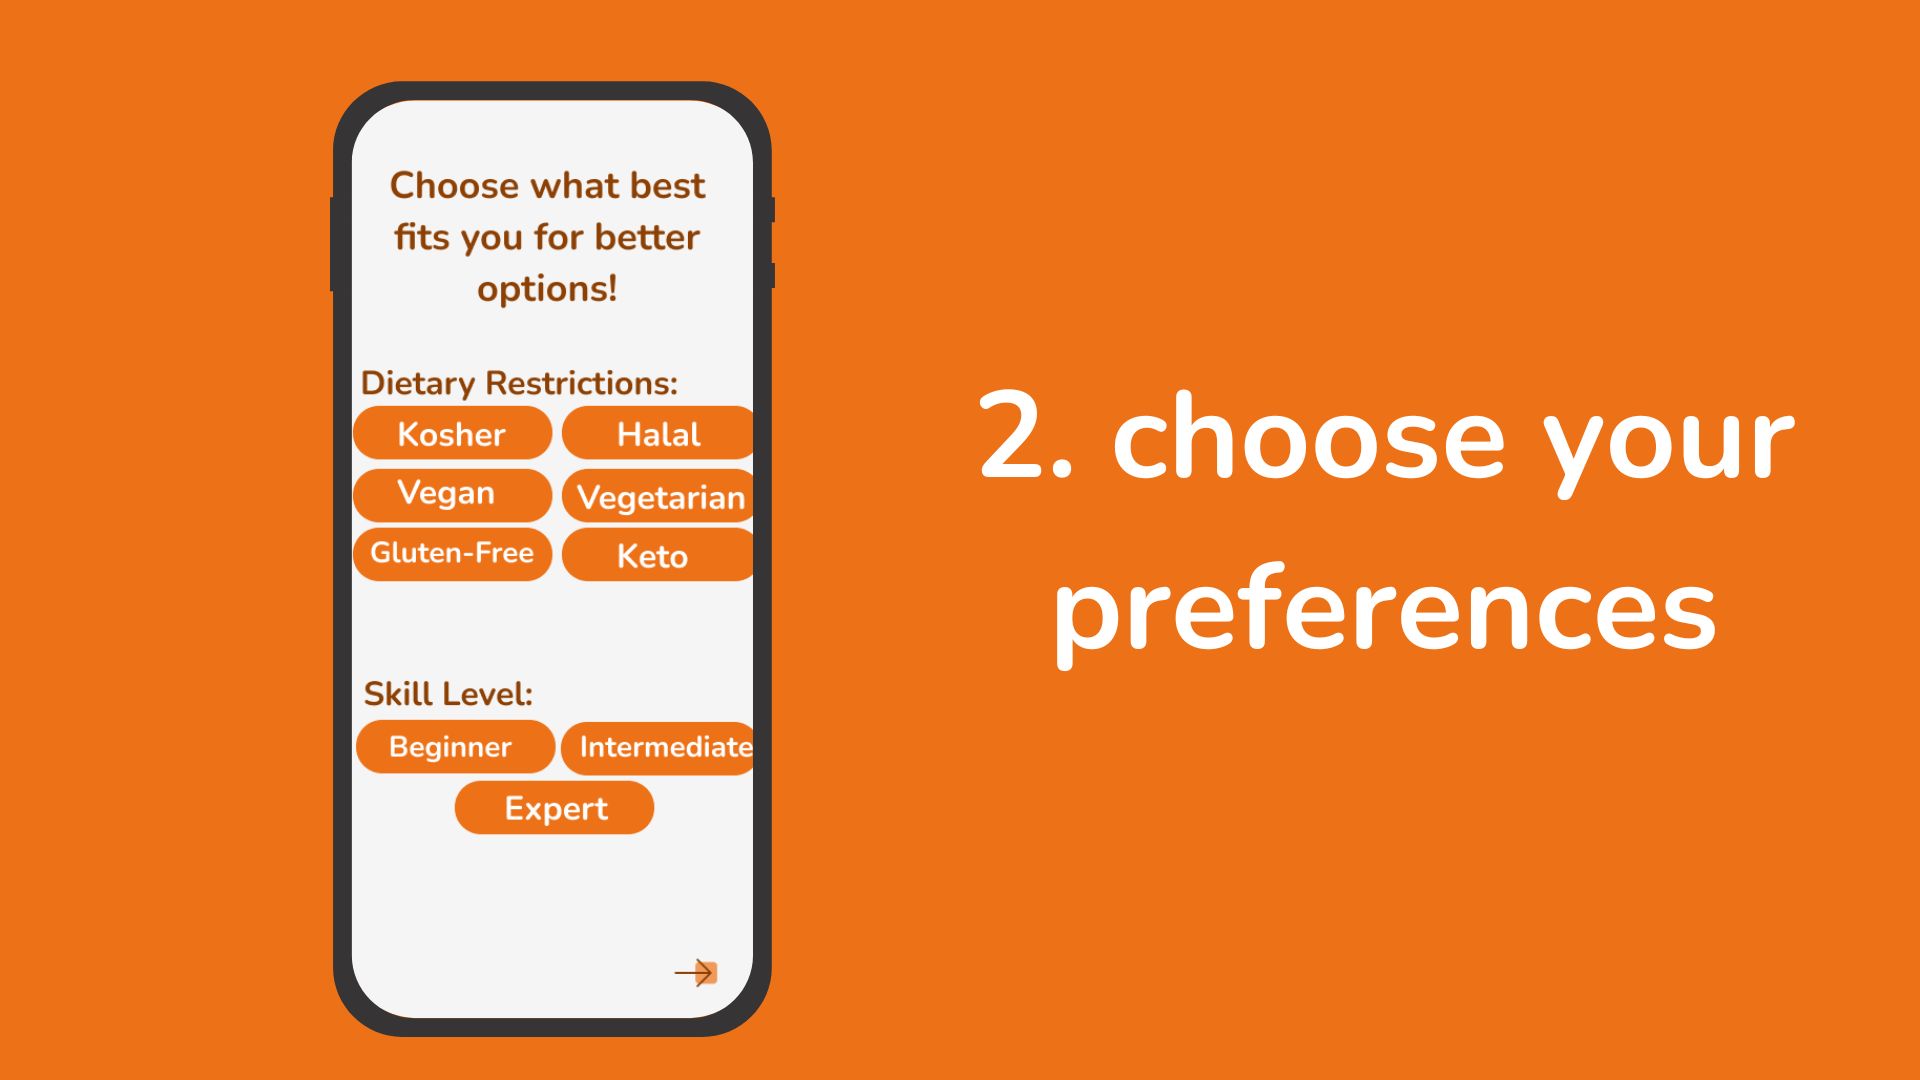 Choose what best
fits you for better
options!
Dietary Restrictions:
Kosher
Halal
Vegan
Vegetarian
Gluten-Free
Keto
Skill Level:
Beginner
Intermediate
Expert
2. choose your
preferences